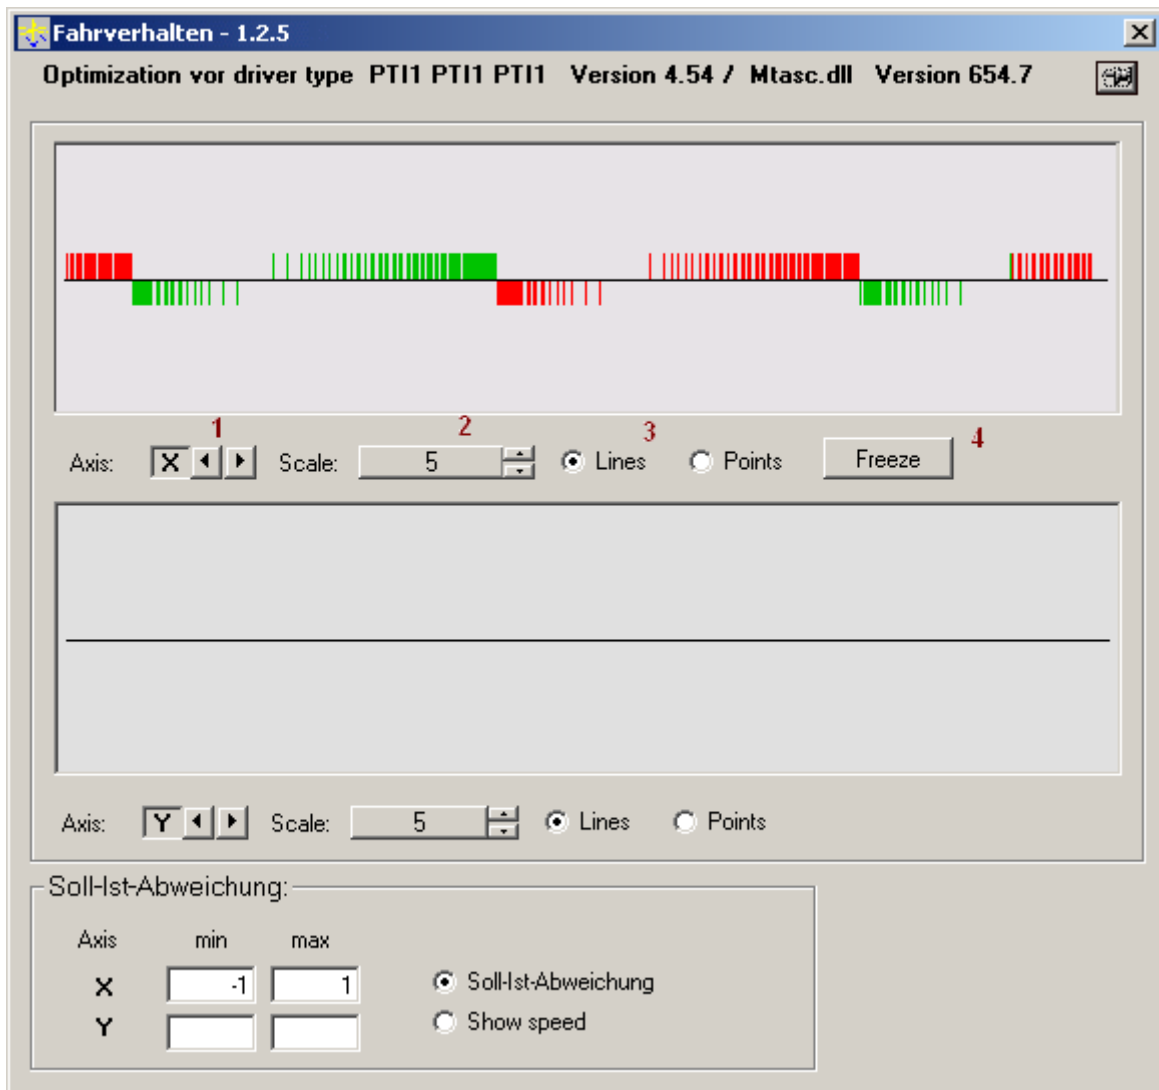 Fahrverhalten - 1.2.5
Optimization vor driver type PTI1 PTI1 PTI1 Version 4.54 / Mtasc.dll Version 654.7
1 2 3 4
Axis: X Scale: 5 Lines Points Freeze
Axis: Y Scale: 5 Lines Points
Soll-Ist-Abweichung:
Axis min max
X -1 1 Soll-Ist-Abweichung
Y Show speed